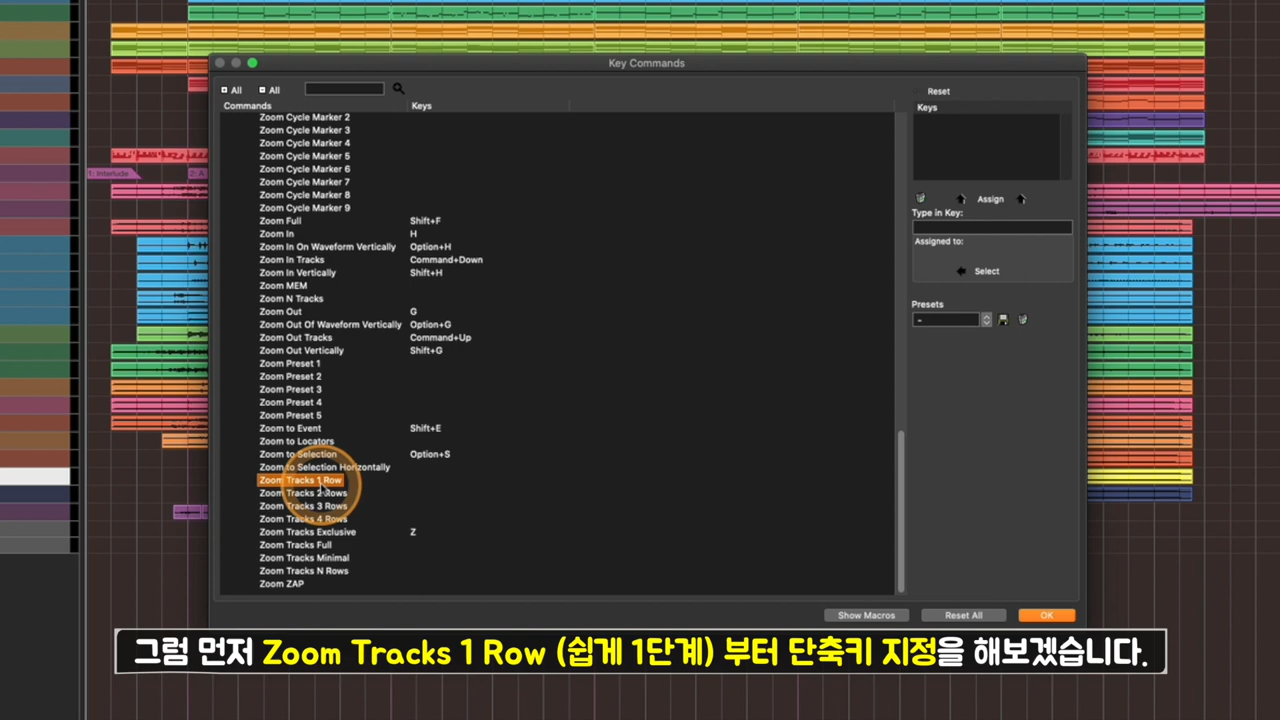 Key Commands
All All
Commands Keys
Zoom Cycle Marker 2
Zoom Cycle Marker 3
Zoom Cycle Marker 4
Zoom Cycle Marker 5
Zoom Cycle Marker 6
Zoom Cycle Marker 7
Zoom Cycle Marker 8
Zoom Cycle Marker 9
Zoom Full Shift+F
Zoom In H
Zoom In On Waveform Vertically Option+H
Zoom In Tracks Command+Down
Zoom In Vertically Shift+H
Zoom MEM
Zoom N Tracks
Zoom Out G
Zoom Out Of Waveform Vertically Option+G
Zoom Out Tracks Command+Up
Zoom Out Vertically Shift+G
Zoom Preset 1
Zoom Preset 2
Zoom Preset 3
Zoom Preset 4
Zoom Preset 5
Zoom to Event Shift+E
Zoom to Locators
Zoom to Selection Option+S
Zoom to Selection Horizontally
Zoom Tracks 1 Row
Zoom Tracks 2 Rows
Zoom Tracks 3 Rows
Zoom Tracks 4 Rows
Zoom Tracks Exclusive Z
Zoom Tracks Full
Zoom Tracks Minimal
Zoom Tracks N Rows
Zoom ZAP
Reset
Keys
Assign
Type in Key:
Assigned to:
Select
Presets
-
Show Macros Reset All OK
1: Interlude 2: A
그럼 먼저 Zoom Tracks 1 Row (쉽게 1단계) 부터 단축키 지정을 해보겠습니다.